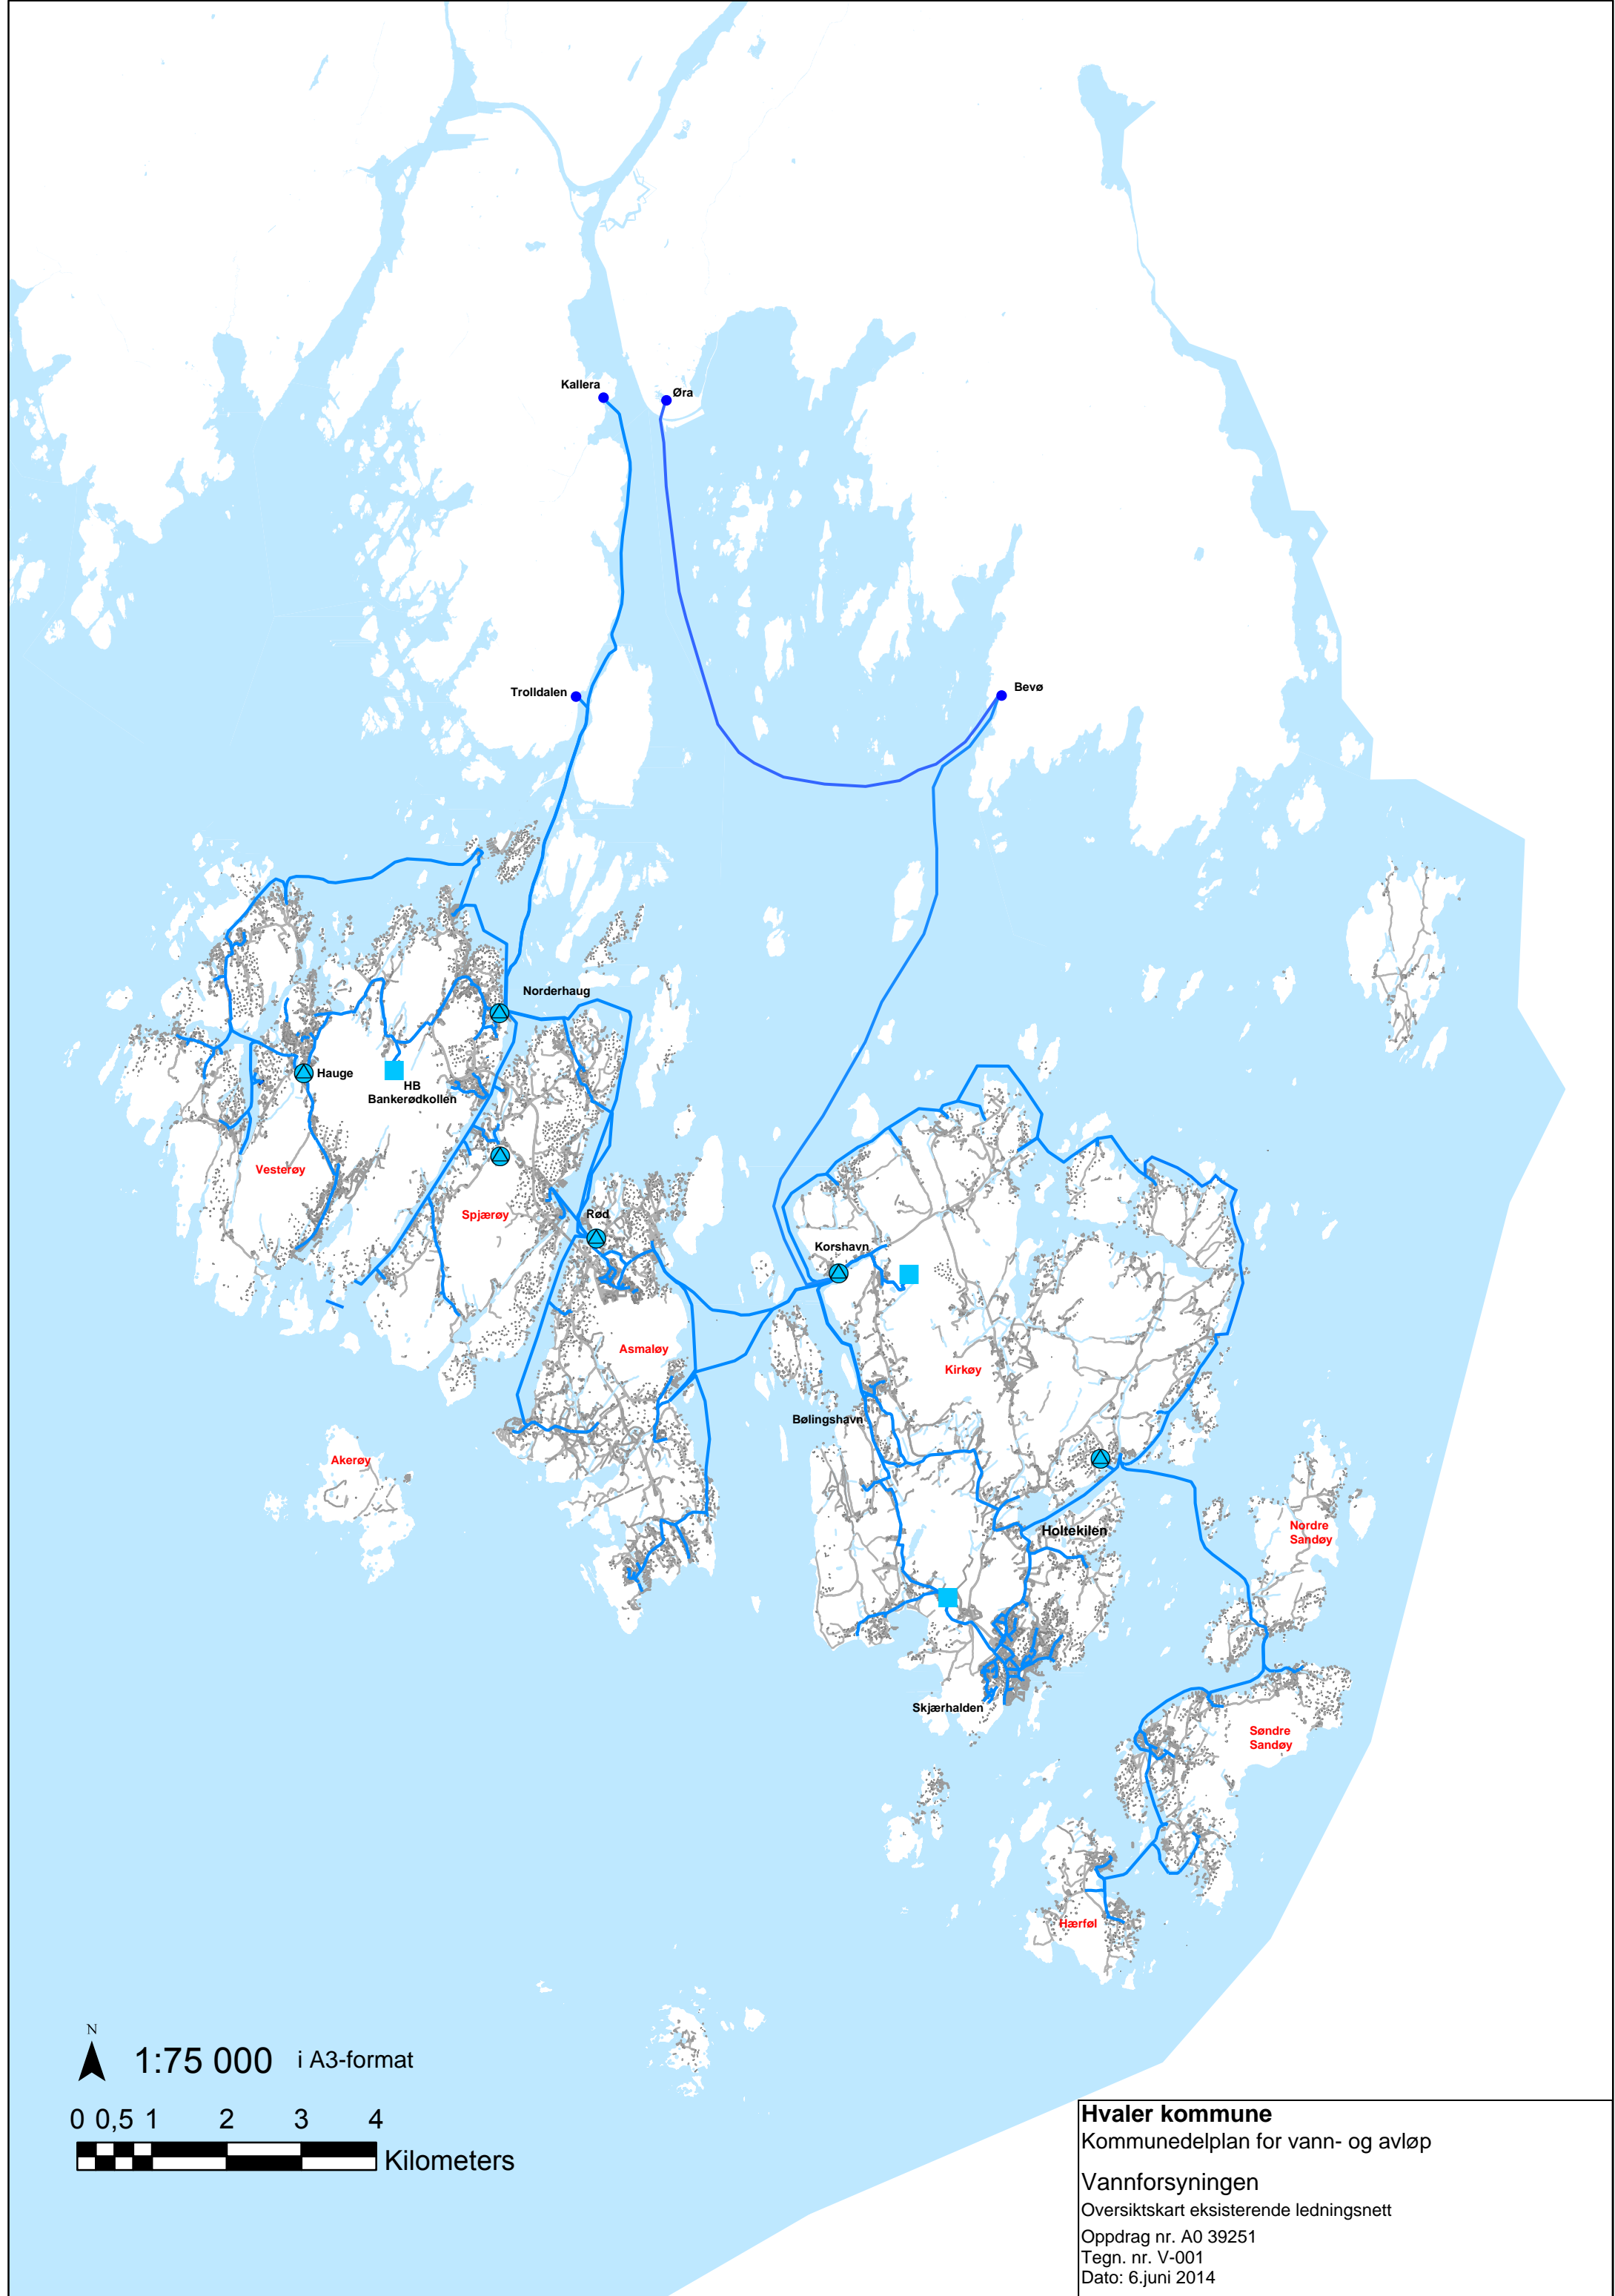 Kallera
Øra
Trolldalen
Bevø
Norderhaug
Hauge
HB
Bankerødkollen
Vesterøy
Spjærøy
Rød
Korshavn
Asmaløy
Kirkøy
Bølingshavn
Akerøy
Holtekilen
Nordre
Sandøy
Skjærhalden
Søndre
Sandøy
Hærføl
N
1:75 000 i A3-format
0 0,5 1 2 3 4
Kilometers
Hvaler kommune
Kommunedelplan for vann- og avløp
Vannforsyningen
Oversiktskart eksisterende ledningsnett
Oppdrag nr. A0 39251
Tegn. nr. V-001
Dato: 6.juni 2014